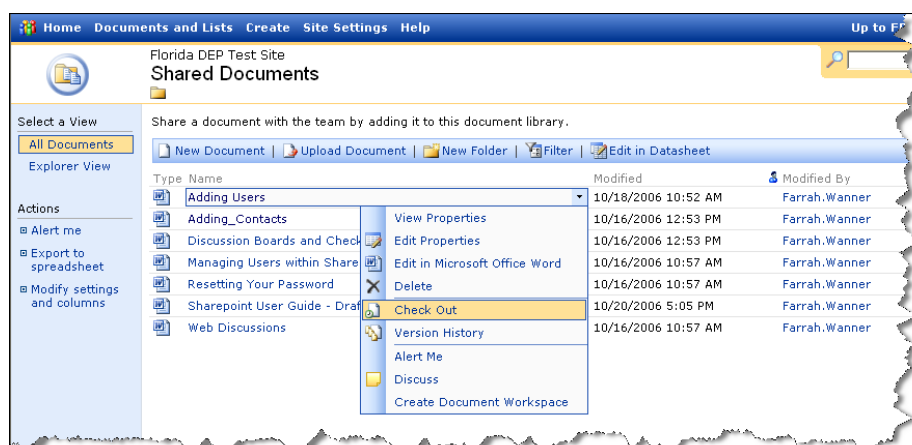 Home Documents and Lists Create Site Settings Help Up to
Florida DEP Test Site
Shared Documents
Select a View
All Documents
Explorer View
Actions
Alert me
Export to
spreadsheet
Modify settings
and columns
Share a document with the team by adding it to this document library.
New Document | Upload Document | New Folder | Filter | Edit in Datasheet
Type Name Modified Modified By
Adding Users 10/18/2006 10:52 AM Farrah.Wanner
Adding_Contacts 10/16/2006 12:53 PM Farrah.Wanner
Discussion Boards and Check 10/16/2006 12:53 PM Farrah.Wanner
Managing Users within Share 10/16/2006 10:57 AM Farrah.Wanner
Resetting Your Password 10/16/2006 10:57 AM Farrah.Wanner
Sharepoint User Guide - Draf 10/20/2006 5:05 PM Farrah.Wanner
Web Discussions 10/16/2006 10:57 AM Farrah.Wanner
View Properties
Edit Properties
Edit in Microsoft Office Word
Delete
Check Out
Version History
Alert Me
Discuss
Create Document Workspace